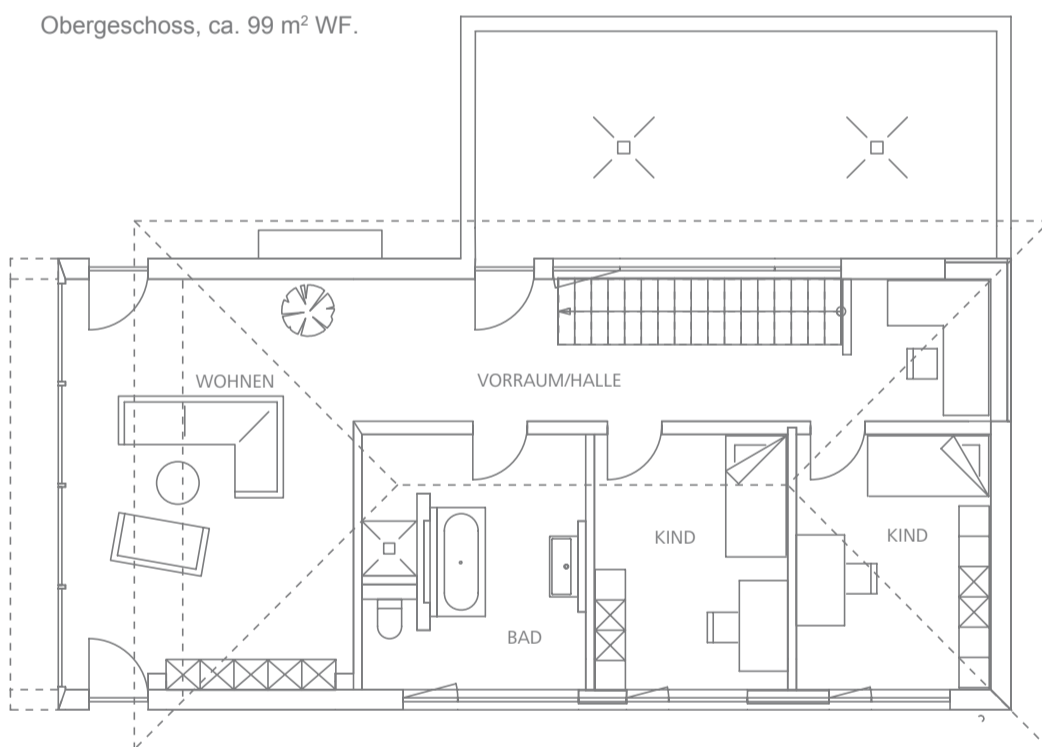 Obergeschoss, ca. 99 m² WF.
WOHNEN
VORRAUM/HALLE
KIND
KIND
BAD